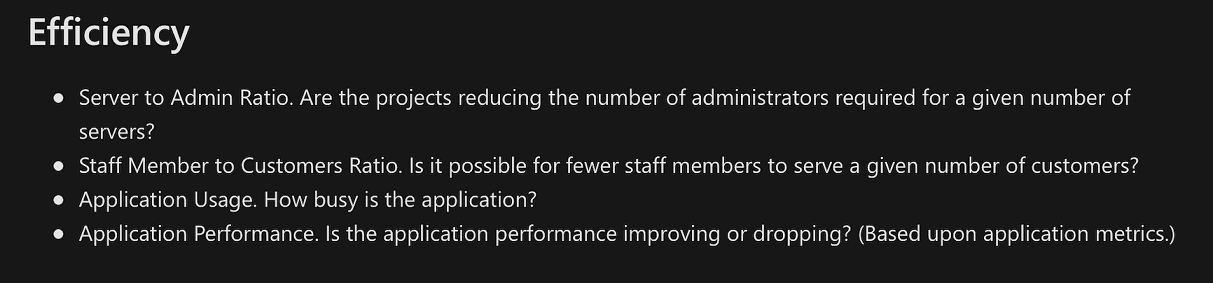 Efficiency
● Server to Admin Ratio. Are the projects reducing the number of administrators required for a given number of
servers?
● Staff Member to Customers Ratio. Is it possible for fewer staff members to serve a given number of customers?
● Application Usage. How busy is the application?
● Application Performance. Is the application performance improving or dropping? (Based upon application metrics.)